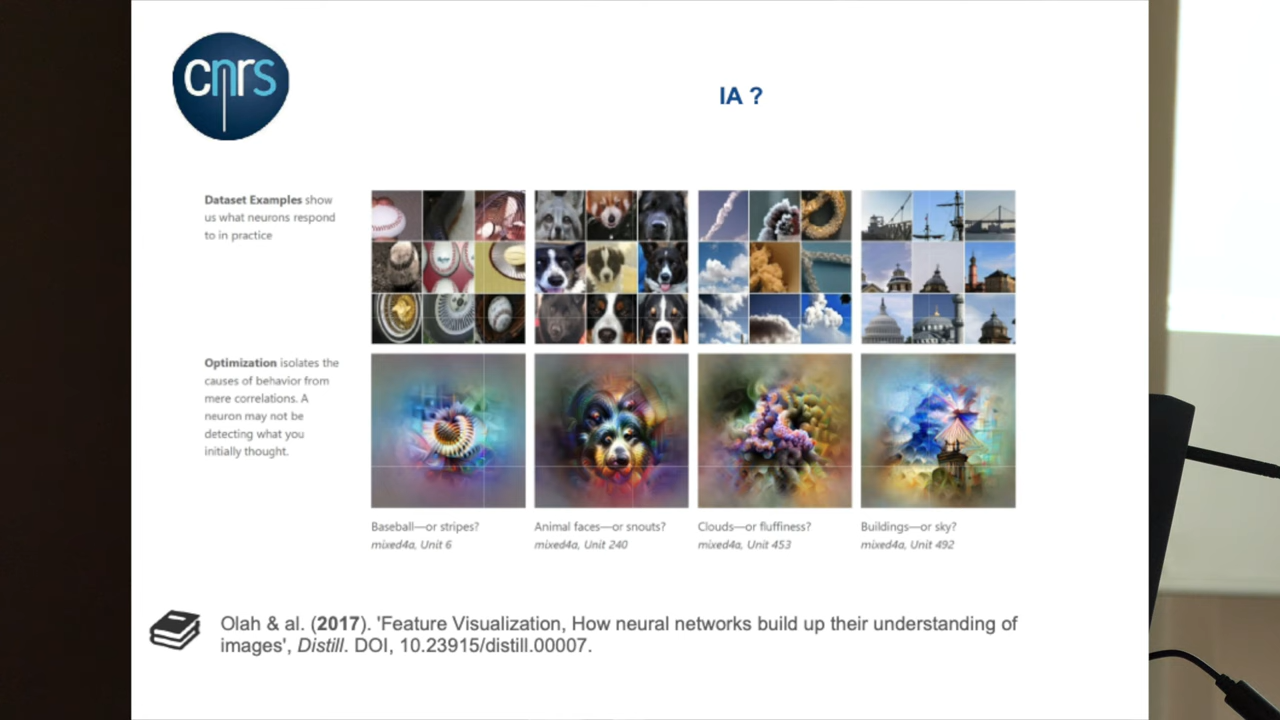 cnrs
IA ?
Dataset Examples show
us what neurons respond
to in practice
Optimization isolates the
causes of behavior from
mere correlations. A
neuron may not be
detecting what you
initially thought.
Baseball—or stripes?
mixed4a, Unit 6
Animal faces—or snouts?
mixed4a, Unit 240
Clouds—or fluffiness?
mixed4a, Unit 453
Buildings—or sky?
mixed4a, Unit 492
Olah & al. (2017). 'Feature Visualization, How neural networks build up their understanding of
images', Distill. DOI, 10.23915/distill.00007.